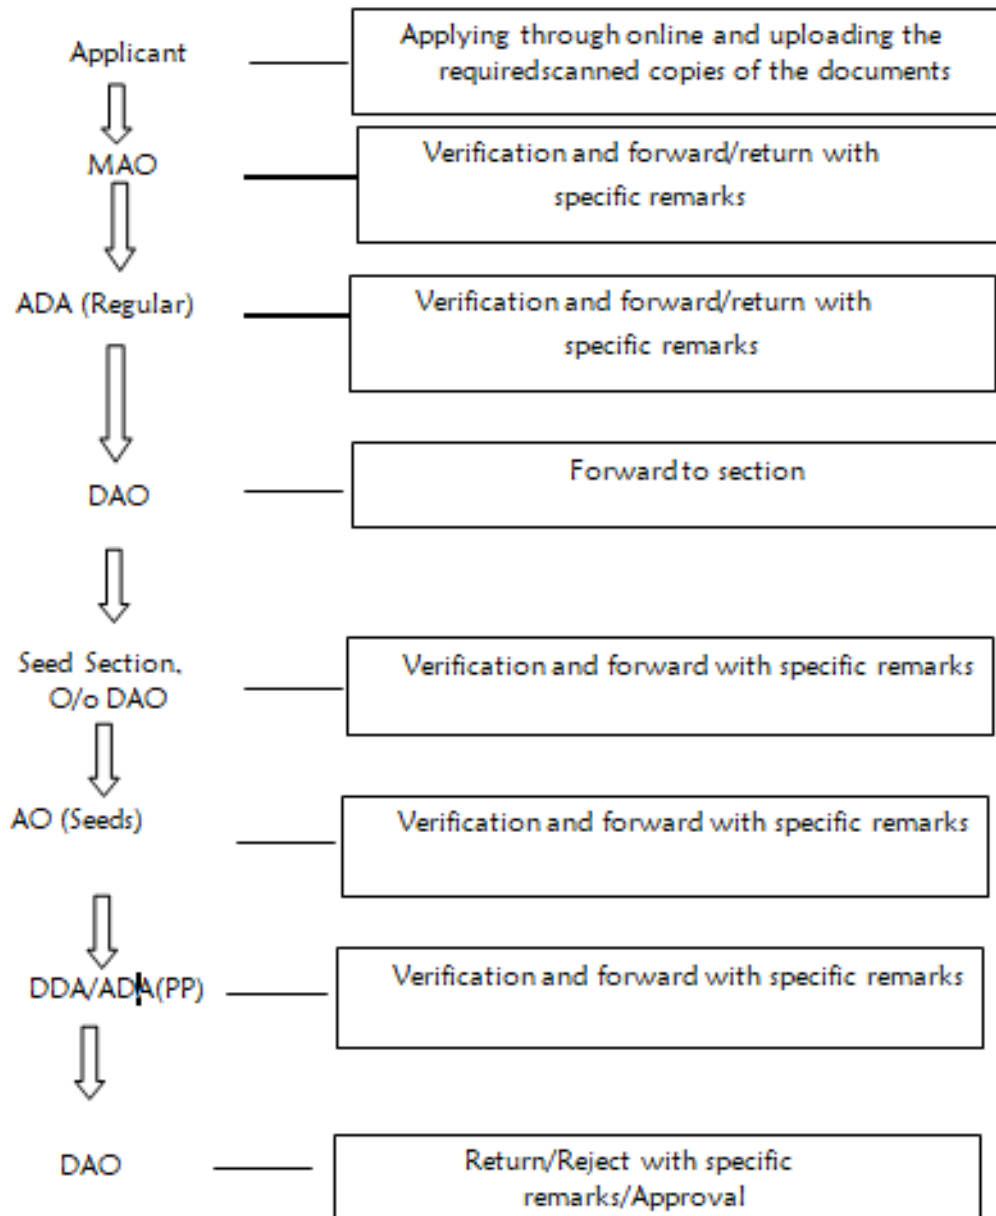 Applicant
Applying through online and uploading the
requiredscanned copies of the documents
MAO
Verification and forward/return with
specific remarks
ADA (Regular)
Verification and forward/return with
specific remarks
DAO
Forward to section
Seed Section,
O/o DAO
Verification and forward with specific remarks
AO (Seeds)
Verification and forward with specific remarks
DDA/ADA(PP)
Verification and forward with specific remarks
DAO
Return/Reject with specific
remarks/Approval